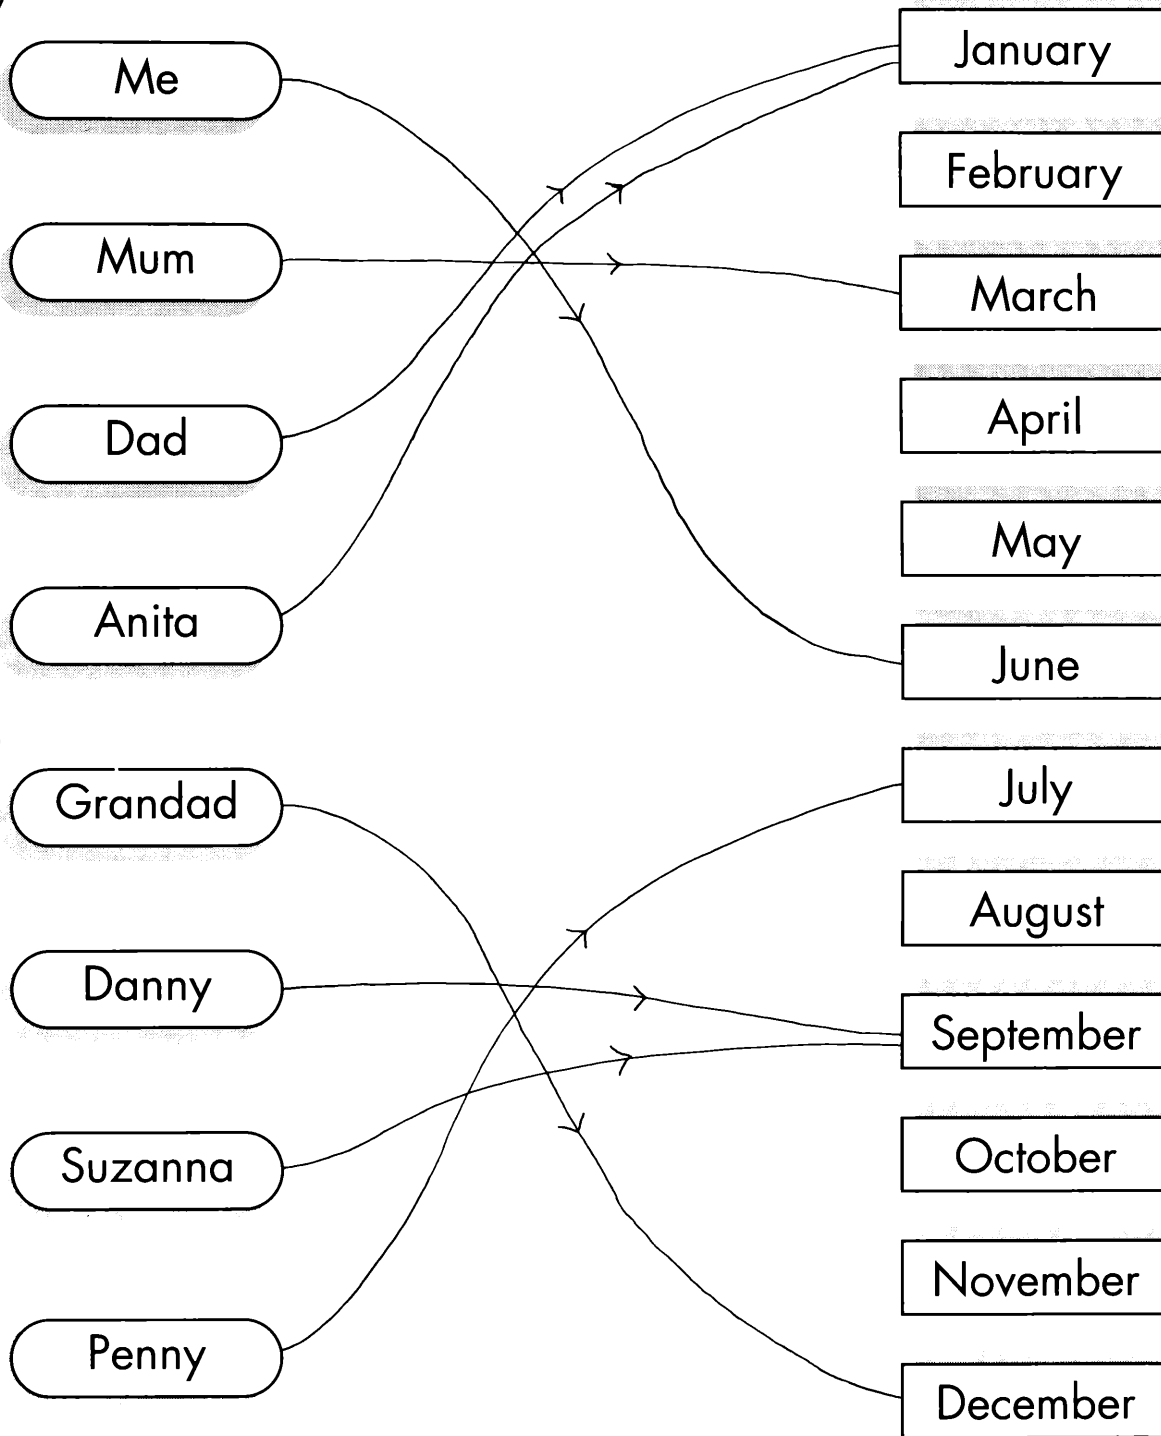 Me
Mum
Dad
Anita
Grandad
Danny
Suzanna
Penny
January
February
March
April
May
June
July
August
September
October
November
December